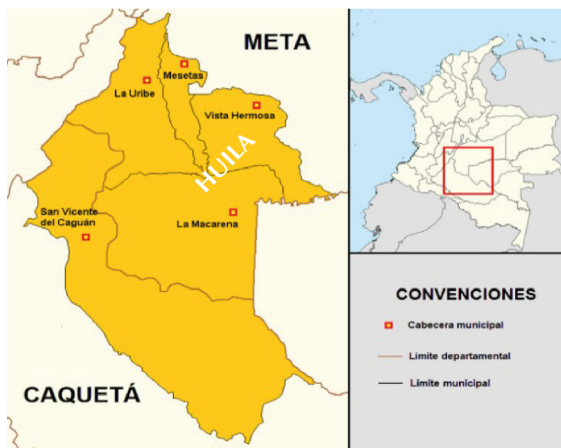 META
Mesetas
La Uribe
Vista Hermosa
HUILA
San Vicente
del Caguán
La Macarena
CAQUETÁ
CONVENCIONES
Cabecera municipal
Límite departamental
Límite municipal